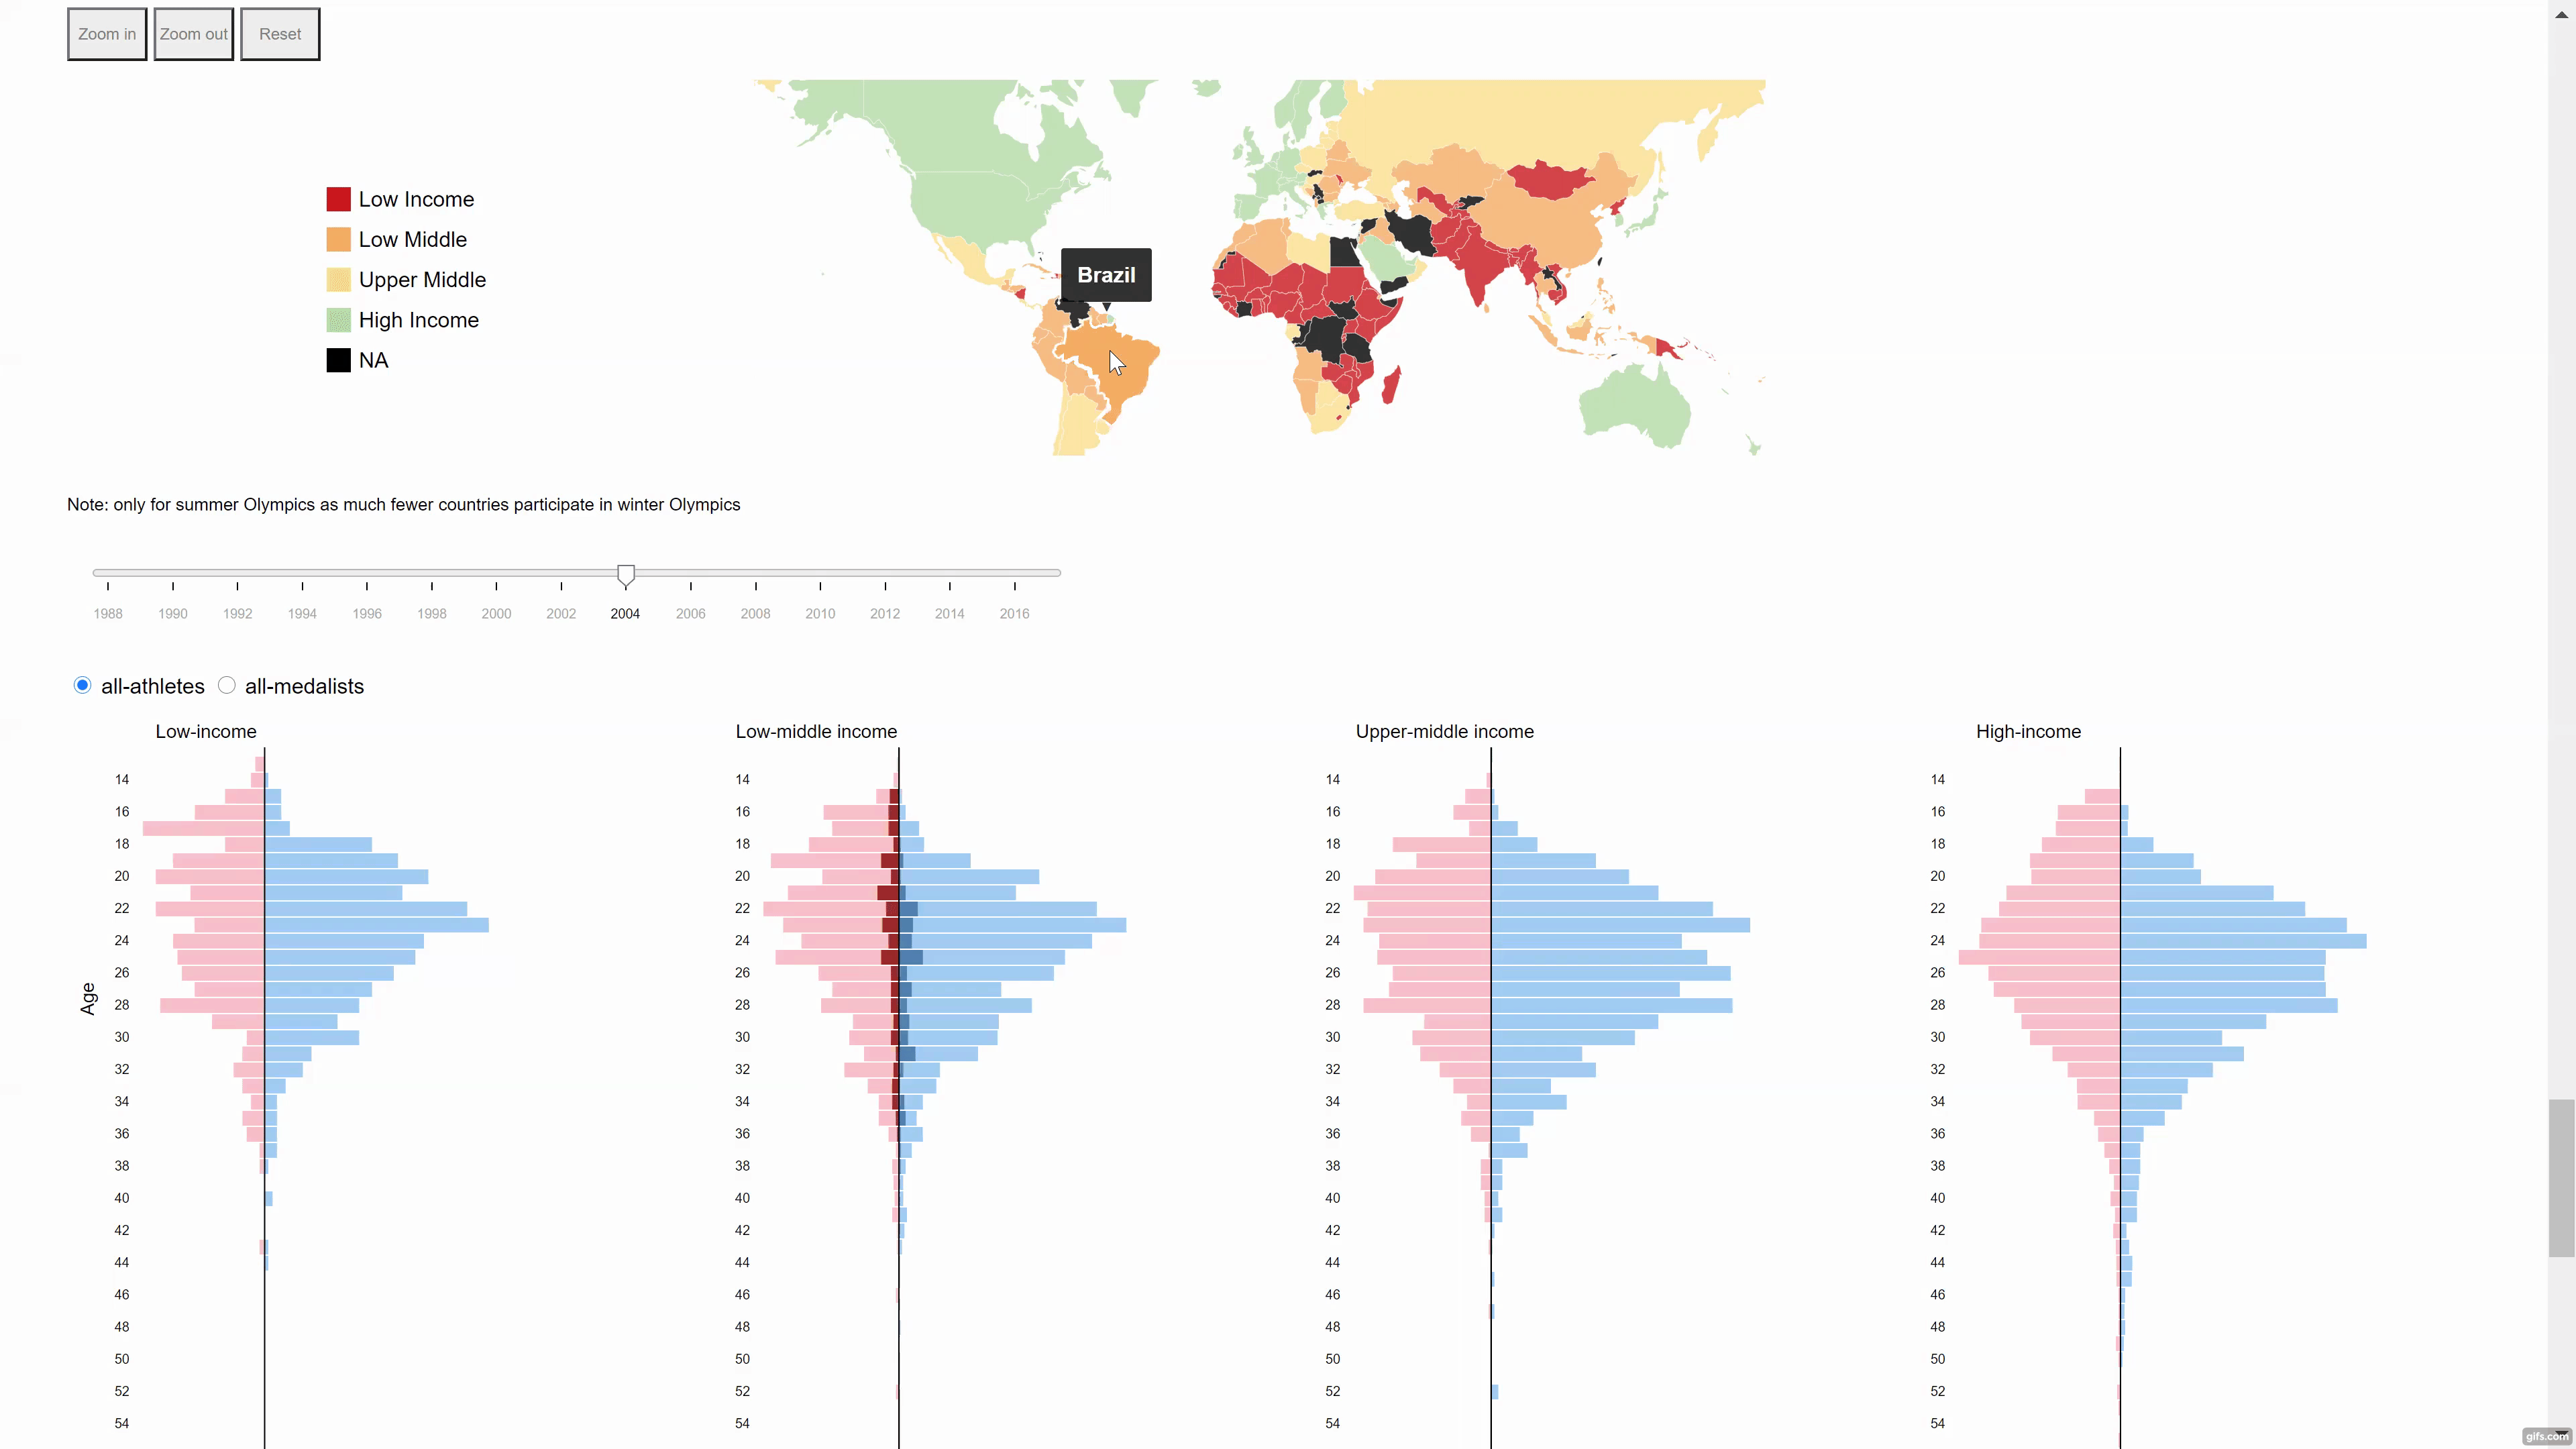 Zoom in Zoom out Reset
Low Income
Low Middle
Upper Middle
High Income
NA
Brazil
Note: only for summer Olympics as much fewer countries participate in winter Olympics
1988 1990 1992 1994 1996 1998 2000 2002 2004 2006 2008 2010 2012 2014 2016
all-athletes all-medalists
Low-income Low-middle income Upper-middle income High-income
14 14 14 14
16 16 16 16
18 18 18 18
20 20 20 20
22 22 22 22
24 24 24 24
26 26 26 26
Age
28 28 28 28
30 30 30 30
32 32 32 32
34 34 34 34
36 36 36 36
38 38 38 38
40 40 40 40
42 42 42 42
44 44 44 44
46 46 46 46
48 48 48 48
50 50 50 50
52 52 52 52
54 54 54 54
gifs.com